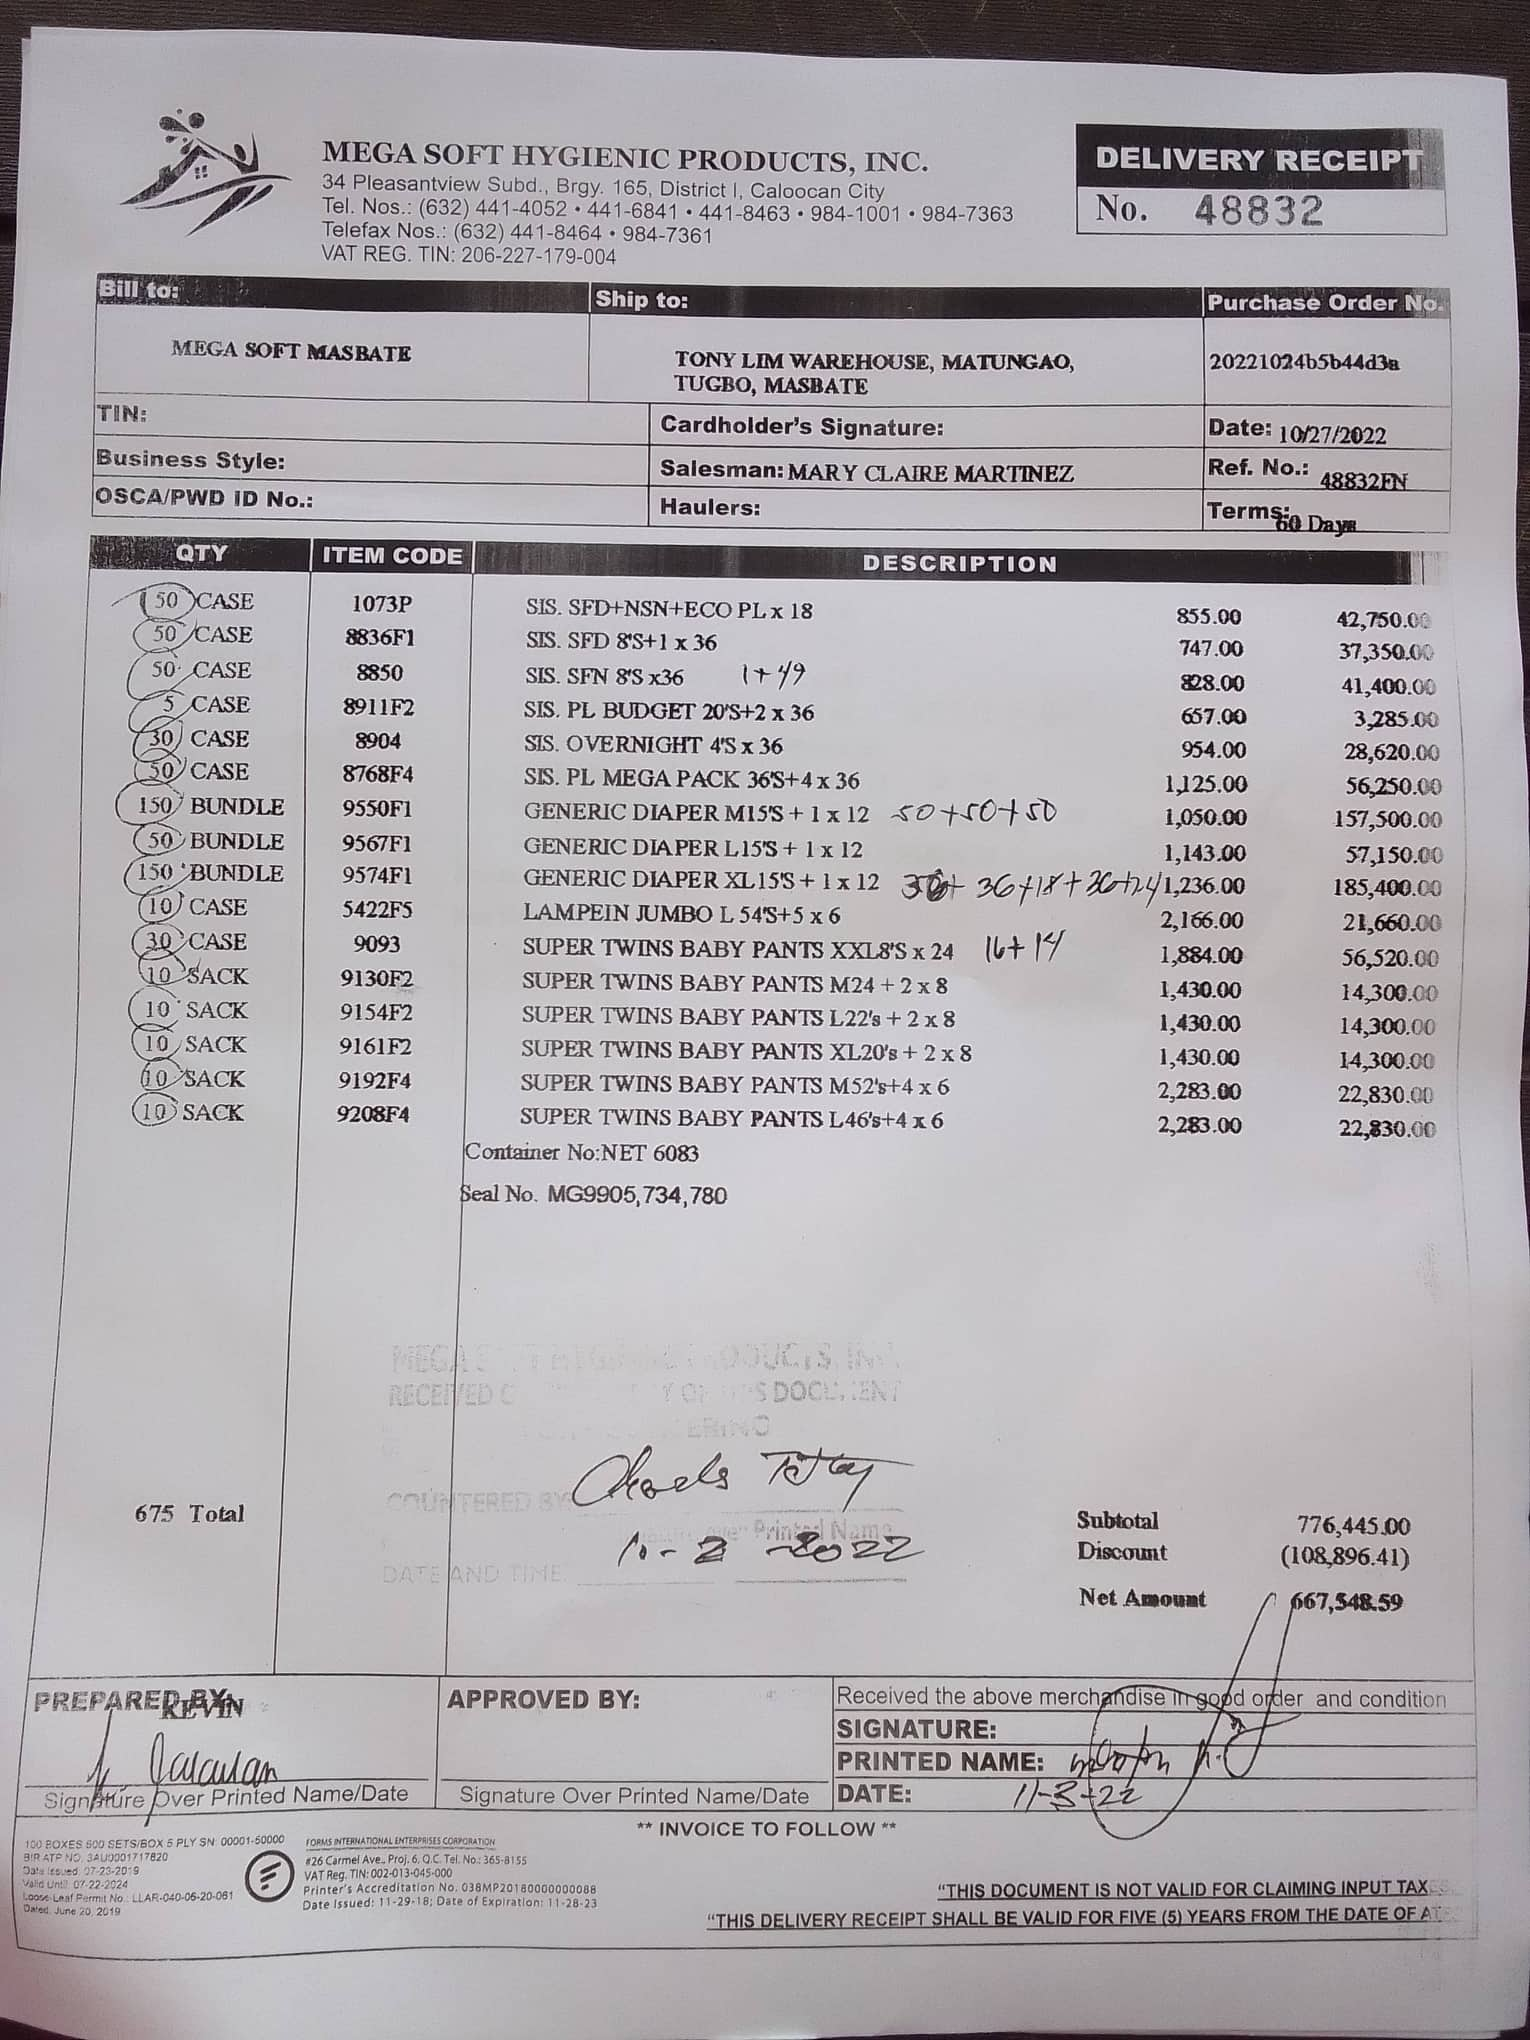 MEGA SOFT HYGIENIC PRODUCTS, INC.
34 Pleasantview Subd., Brgy. 165, District I, Caloocan City
Tel. Nos.: (632) 441-4052 • 441-6841 • 441-8463 • 984-1001 • 984-7363
Telefax Nos.: (632) 441-8464 • 984-7361
VAT REG. TIN: 206-227-179-004
DELIVERY RECEIPT
No. 48832
Bill to: Ship to: Purchase Order No.
MEGA SOFT MASBATE
TONY LIM WAREHOUSE, MATUNGAO,
TUGBO, MASBATE
20221024b5b44d3a
TIN: Cardholder's Signature: Date: 10/27/2022
Business Style: Salesman: MARY CLAIRE MARTINEZ Ref. No.: 48832FN
OSCA/PWD ID No.: Haulers: Terms: 60 Days
QTY ITEM CODE DESCRIPTION
50 CASE 1073P SIS. SFD+NSN+ECO PL x 18 855.00 42,750.00
50 CASE 8836F1 SIS. SFD 8'S+1 x 36 747.00 37,350.00
50 CASE 8850 SIS. SFN 8'S x36 1+49 828.00 41,400.00
5 CASE 8911F2 SIS. PL BUDGET 20'S+2 x 36 657.00 3,285.00
30 CASE 8904 SIS. OVERNIGHT 4'S x 36 954.00 28,620.00
50 CASE 8768F4 SIS. PL MEGA PACK 36'S+4 x 36 1,125.00 56,250.00
150 BUNDLE 9550F1 GENERIC DIAPER M15'S + 1 x 12 50+50+50 1,050.00 157,500.00
50 BUNDLE 9567F1 GENERIC DIAPER L15'S + 1 x 12 1,143.00 57,150.00
150 BUNDLE 9574F1 GENERIC DIAPER XL15'S + 1 x 12 36+ 36+18+36+24 1,236.00 185,400.00
10 CASE 5422F5 LAMPEIN JUMBO L 54'S+5 x 6 2,166.00 21,660.00
30 CASE 9093 SUPER TWINS BABY PANTS XXL8'S x 24 16+14 1,884.00 56,520.00
10 SACK 9130F2 SUPER TWINS BABY PANTS M24 + 2 x 8 1,430.00 14,300.00
10 SACK 9154F2 SUPER TWINS BABY PANTS L22's + 2 x 8 1,430.00 14,300.00
10 SACK 9161F2 SUPER TWINS BABY PANTS XL20's + 2 x 8 1,430.00 14,300.00
10 SACK 9192F4 SUPER TWINS BABY PANTS M52's+4 x 6 2,283.00 22,830.00
10 SACK 9208F4 SUPER TWINS BABY PANTS L46's+4 x 6 2,283.00 22,830.00
Container No:NET 6083
Seal No. MG9905,734,780
MEGA PRODUCTS, INC.
RECEIVED DOCUMENT
COUNTERED BY:
Printed Name
11-2-2022
DATE AND TIME
675 Total
Subtotal 776,445.00
Discount (108,896.41)
Net Amount 667,548.59
PREPARED BY: KEVIN
Signature Over Printed Name/Date
APPROVED BY:
Signature Over Printed Name/Date
Received the above merchandise in good order and condition
SIGNATURE:
PRINTED NAME:
DATE: 11-3-22
** INVOICE TO FOLLOW **
100 BOXES 500 SETS/BOX 5 PLY SN: 00001-50000
BIR ATP NO. 3AU0001717820
Date Issued: 07-23-2019
Valid Until: 07-22-2024
Loose-Leaf Permit No.: LLAR-040-06-20-061
Dated: June 20, 2019
FORMS INTERNATIONAL ENTERPRISES CORPORATION
#26 Carmel Ave., Proj. 6, Q.C. Tel. No.: 365-8155
VAT Reg. TIN: 002-013-045-000
Printer's Accreditation No. 038MP20180000000088
Date Issued: 11-29-18; Date of Expiration: 11-28-23
"THIS DOCUMENT IS NOT VALID FOR CLAIMING INPUT TAX
"THIS DELIVERY RECEIPT SHALL BE VALID FOR FIVE (5) YEARS FROM THE DATE OF